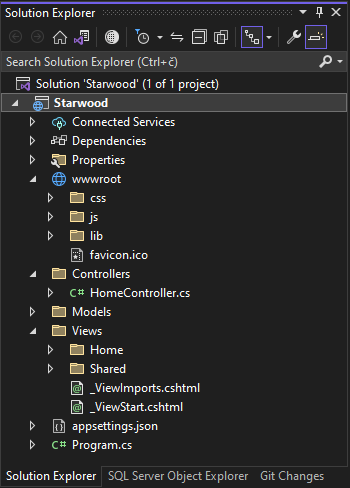 Solution Explorer
Search Solution Explorer (Ctrl+č)
Solution 'Starwood' (1 of 1 project)
Starwood
Connected Services
Dependencies
Properties
wwwroot
css
js
lib
favicon.ico
Controllers
C# HomeController.cs
Models
Views
Home
Shared
_ViewImports.cshtml
_ViewStart.cshtml
appsettings.json
C# Program.cs
Solution Explorer SQL Server Object Explorer Git Changes